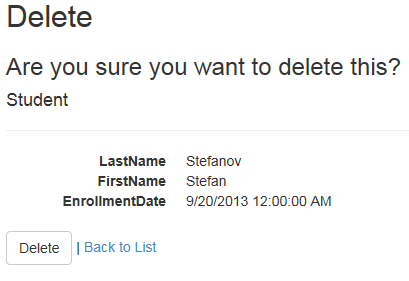 Delete
Are you sure you want to delete this?
Student
LastName Stefanov
FirstName Stefan
EnrollmentDate 9/20/2013 12:00:00 AM
Delete | Back to List